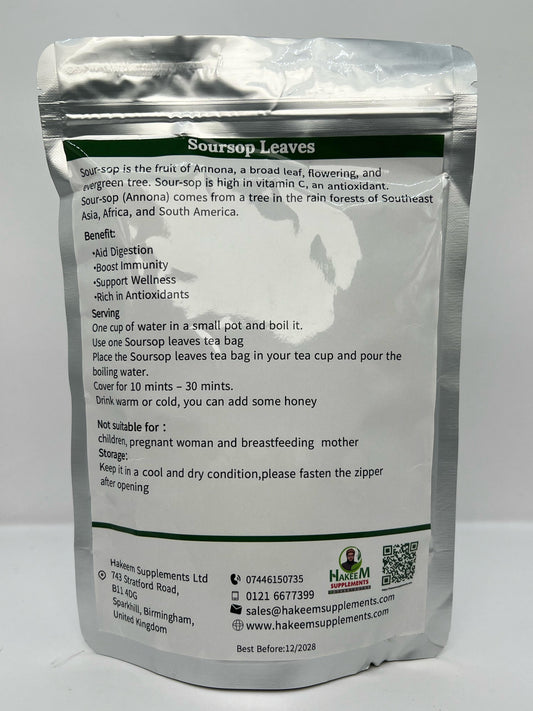 Soursop Leaves
Sour-sop is the fruit of Annona, a broad leaf, flowering, and
evergreen tree. Sour-sop is high in vitamin C, an antioxidant.
Sour-sop (Annona) comes from a tree in the rain forests of Southeast
Asia, Africa, and South America.
Benefit:
•Aid Digestion
•Boost Immunity
•Support Wellness
•Rich in Antioxidants
Serving
One cup of water in a small pot and boil it.
Use one Soursop leaves tea bag
Place the Soursop leaves tea bag in your tea cup and pour the
boiling water.
Cover for 10 mints – 30 mints.
Drink warm or cold, you can add some honey
Not suitable for :
children, pregnant woman and breastfeeding mother
Storage:
Keep it in a cool and dry condition,please fasten the zipper
after opening
Hakeem Supplements Ltd
743 Stratford Road,
B11 4DG
Sparkhill, Birmingham,
United Kingdom
07446150735
0121 6677399
sales@hakeemsupplements.com
www.hakeemsupplements.com
HAKEEM
SUPPLEMENTS
Best Before:12/2028